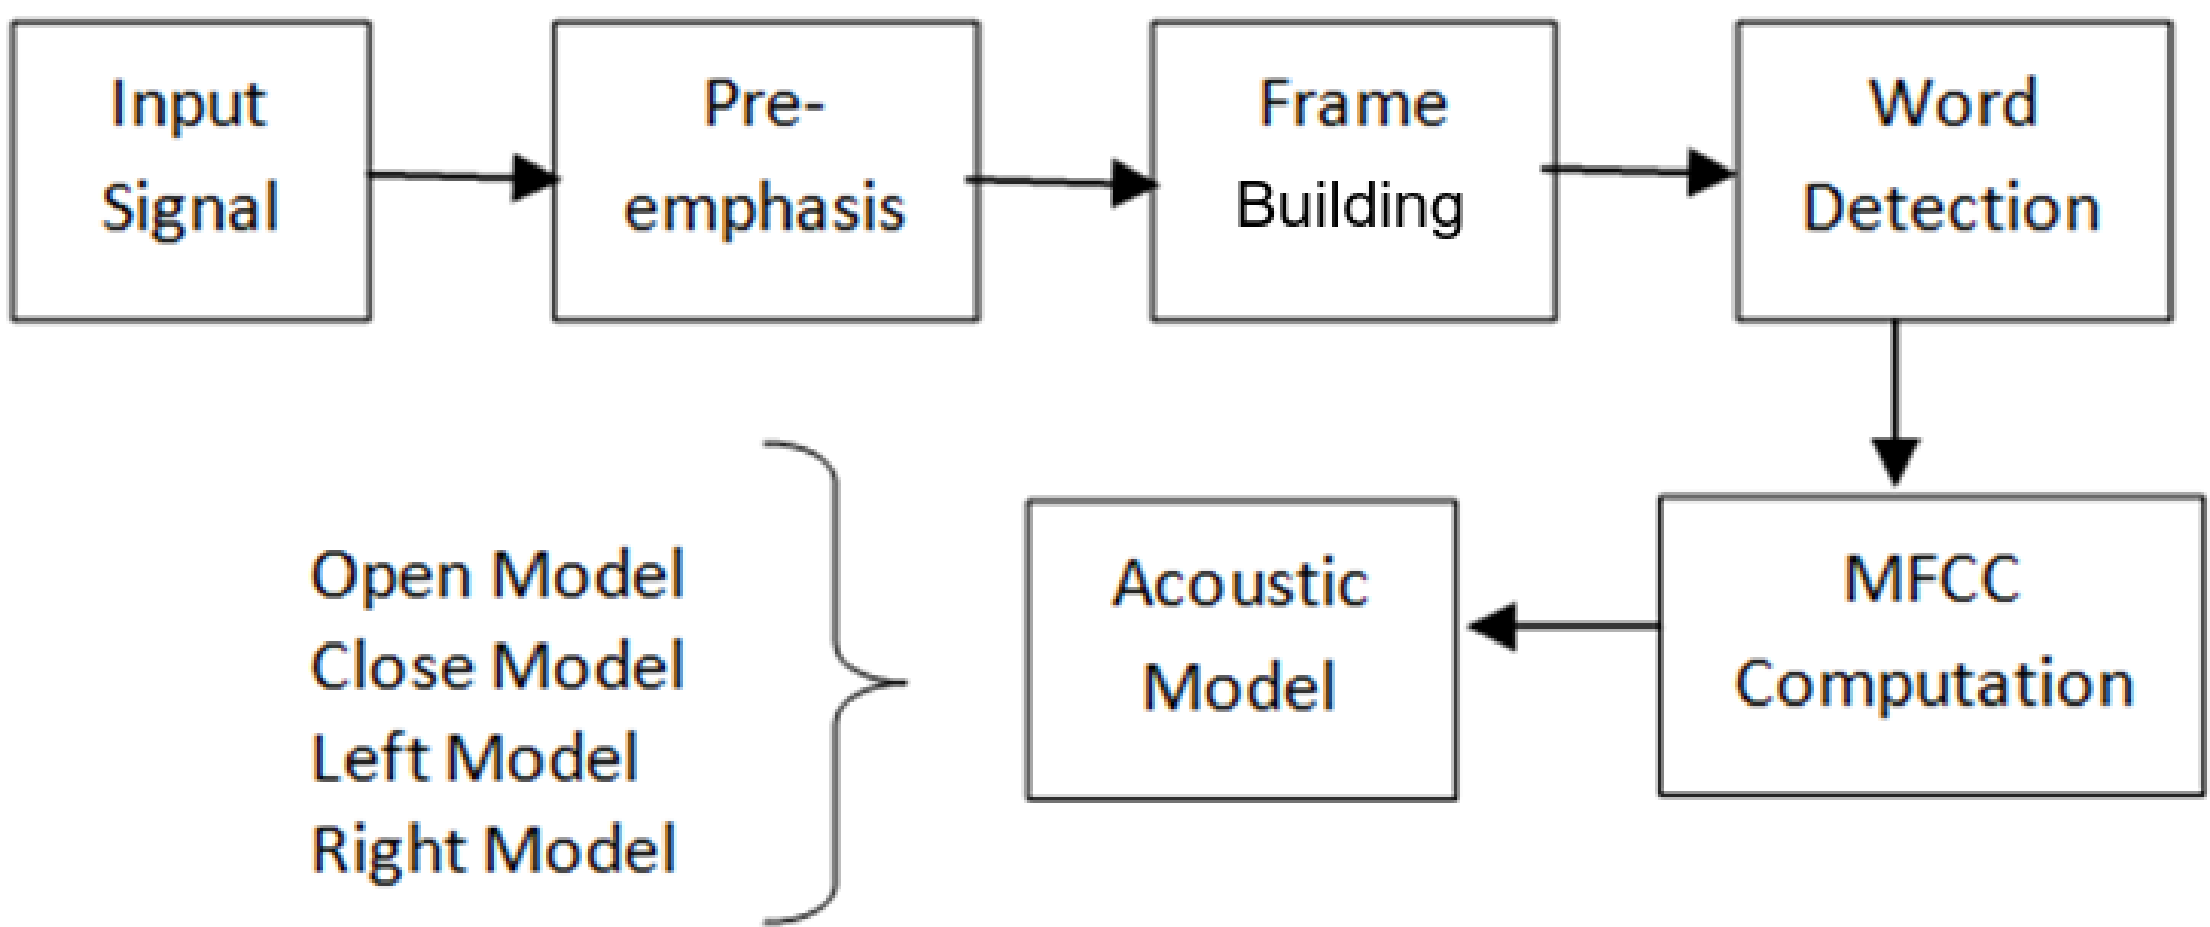 Input
Signal
Pre-
emphasis
Frame
Building
Word
Detection
MFCC
Computation
Acoustic
Model
Open Model
Close Model
Left Model
Right Model